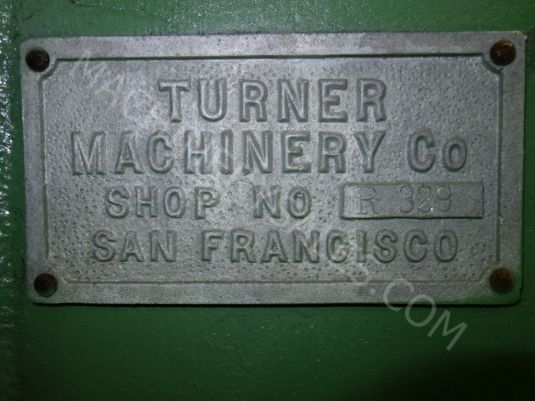 TURNER
MACHINERY Co
SHOP NO R 329
SAN FRANCISCO